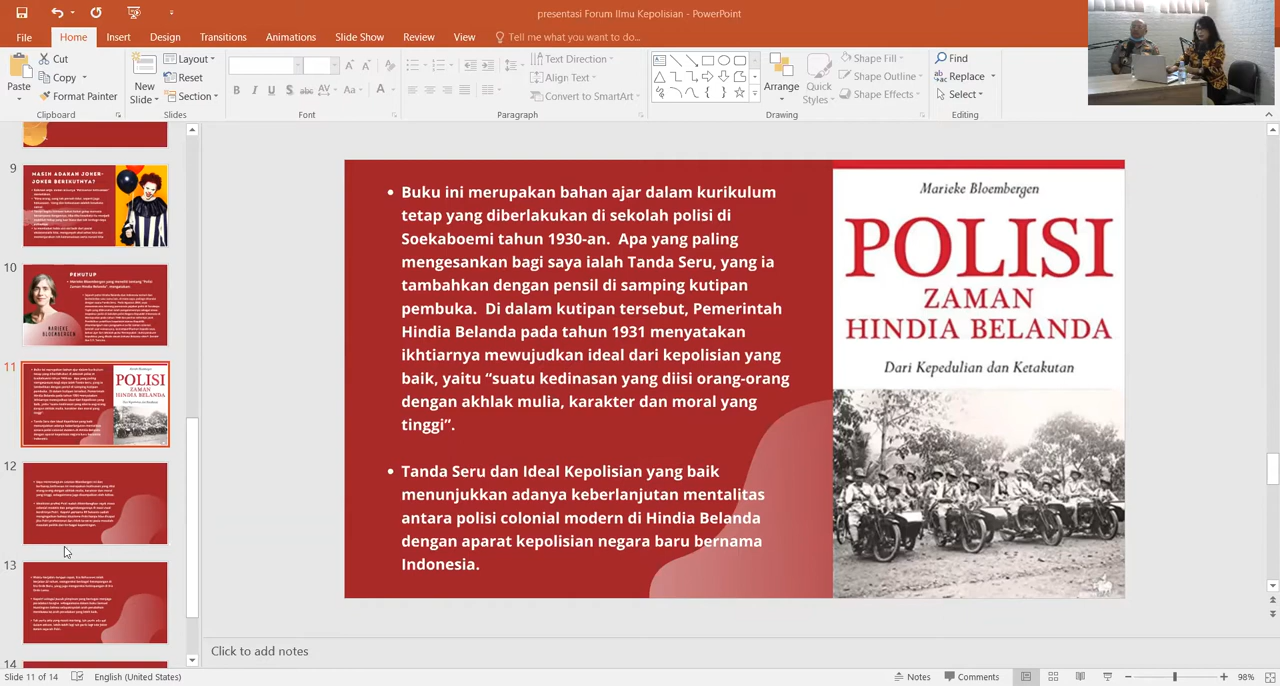 presentasi Forum Ilmu Kepolisian - PowerPoint
File
Home
Insert
Design
Transitions
Animations
Slide Show
Review
View
Tell me what you want to do...
Paste
Cut
Copy
Format Painter
Clipboard
New
Slide
Layout
Reset
Section
Slides
B I U S abc AV Aa A
Font
Text Direction
Align Text
Convert to SmartArt
Paragraph
Arrange
Quick
Styles
Shape Fill
Shape Outline
Shape Effects
Drawing
Find
Replace
Select
Editing
9
MASIH ADAKAH JOKER-
JOKER BERIKUTNYA?
10
PENUTUP
MARIEKE
BLOEMBERGEN
11
POLISI
ZAMAN
HINDIA BELANDA
12
13
14
• Buku ini merupakan bahan ajar dalam kurikulum
tetap yang diberlakukan di sekolah polisi di
Soekaboemi tahun 1930-an. Apa yang paling
mengesankan bagi saya ialah Tanda Seru, yang ia
tambahkan dengan pensil di samping kutipan
pembuka. Di dalam kutipan tersebut, Pemerintah
Hindia Belanda pada tahun 1931 menyatakan
ikhtiarnya mewujudkan ideal dari kepolisian yang
baik, yaitu “suatu kedinasan yang diisi orang-orang
dengan akhlak mulia, karakter dan moral yang
tinggi”.
• Tanda Seru dan Ideal Kepolisian yang baik
menunjukkan adanya keberlanjutan mentalitas
antara polisi colonial modern di Hindia Belanda
dengan aparat kepolisian negara baru bernama
Indonesia.
Marieke Bloembergen
POLISI
ZAMAN
HINDIA BELANDA
Dari Kepedulian dan Ketakutan
Click to add notes
Slide 11 of 14
English (United States)
Notes
Comments
98%